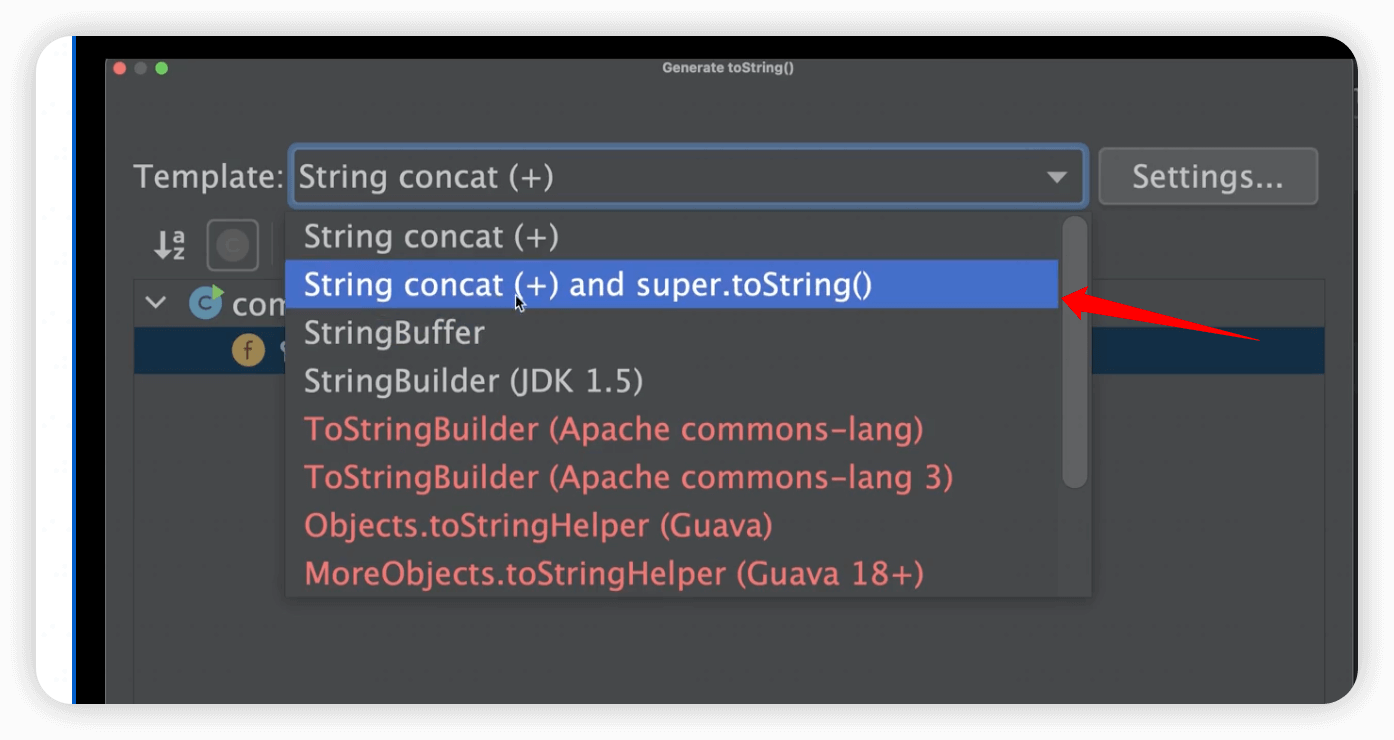 Generate toString()
Template: String concat (+) Settings...
String concat (+)
String concat (+) and super.toString()
StringBuffer
StringBuilder (JDK 1.5)
ToStringBuilder (Apache commons-lang)
ToStringBuilder (Apache commons-lang 3)
Objects.toStringHelper (Guava)
MoreObjects.toStringHelper (Guava 18+)